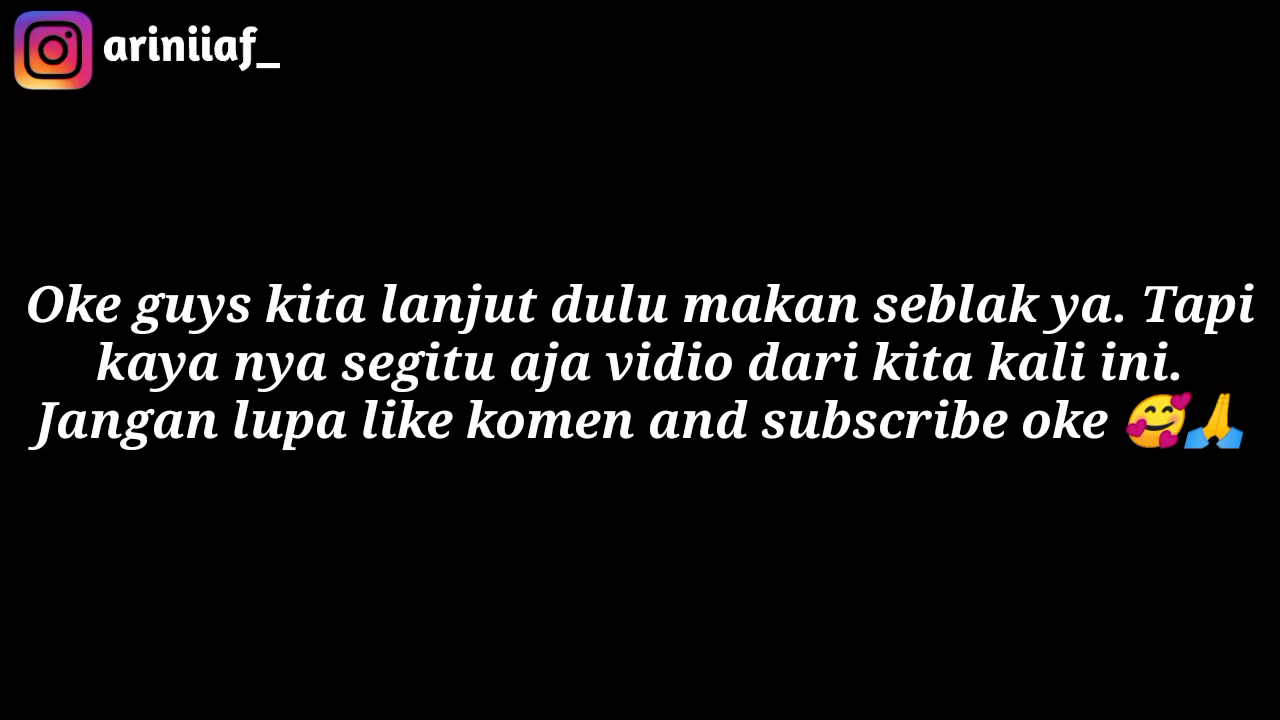 ariniiaf_
Oke guys kita lanjut dulu makan seblak ya. Tapi
kaya nya segitu aja vidio dari kita kali ini.
Jangan lupa like komen and subscribe oke 🥰🙏